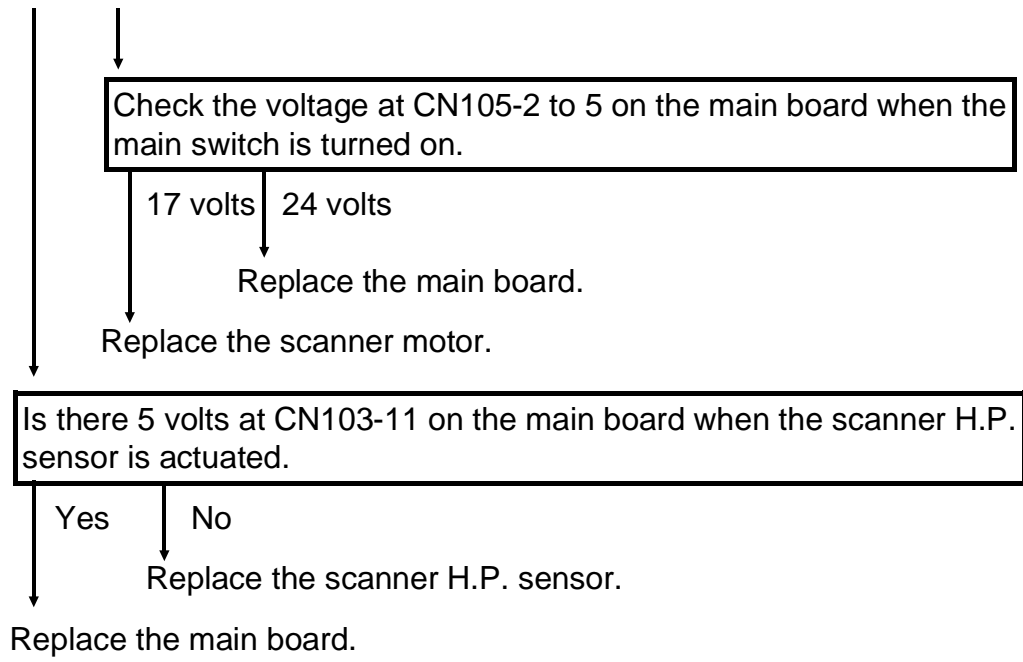 Check the voltage at CN105-2 to 5 on the main board when the
main switch is turned on.
17 volts 24 volts
Replace the main board.
Replace the scanner motor.
Is there 5 volts at CN103-11 on the main board when the scanner H.P.
sensor is actuated.
Yes No
Replace the scanner H.P. sensor.
Replace the main board.